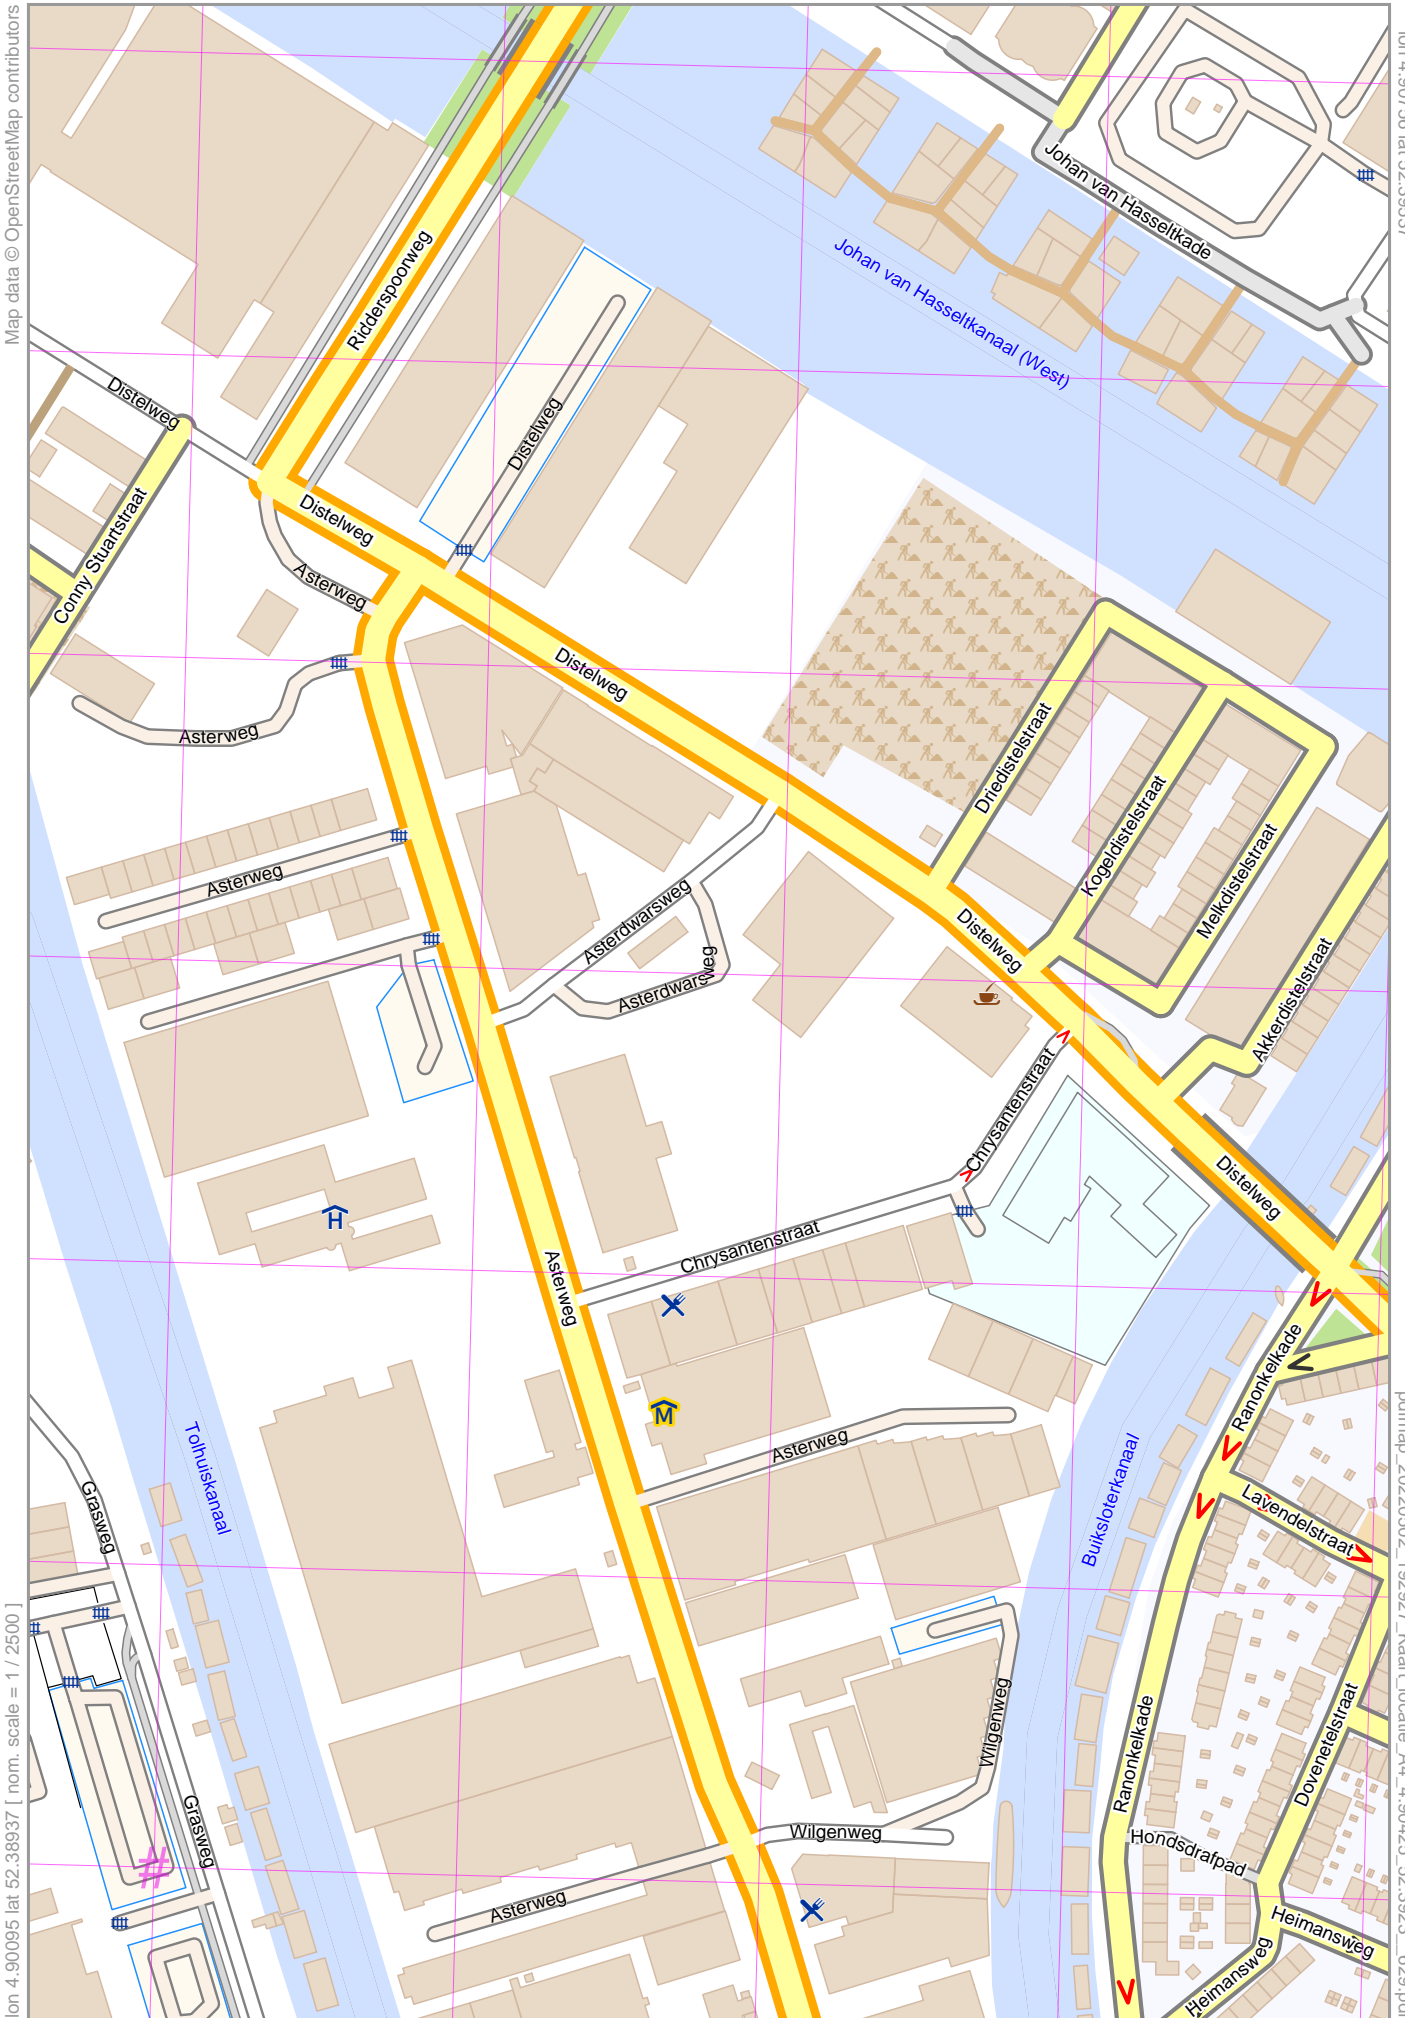 Map data © OpenStreetMap contributors
Johan van Hasseltkade
Ridderspoorweg
Johan van Hasseltkanaal (West)
Distelweg
Distelweg
Distelweg
Conny Stuartstraat
Asterweg
Distelweg
Asterweg
Driedistelstraat
Kogeldistelstraat
Melkdistelstraat
Asterweg
Asterdwarsweg
Distelweg
Akkerdistelstraat
Asterdwarsweg
Chrysantenstraat
Distelweg
H
Chrysantenstraat
Asterweg
Ranonkelkade
M
Asterweg
Tolhuiskanaal
Grasweg
Buiksloterkanaal
Lavendelstraat
Wilgenweg
Ranonkelkade
Dovenetelstraat
Grasweg
Wilgenweg
Hondsdrafpad
#
Asterweg
Heimansweg
Heimansweg
lon 4.90095 lat 52.38937 [ nom. scale = 1 / 2500 ]